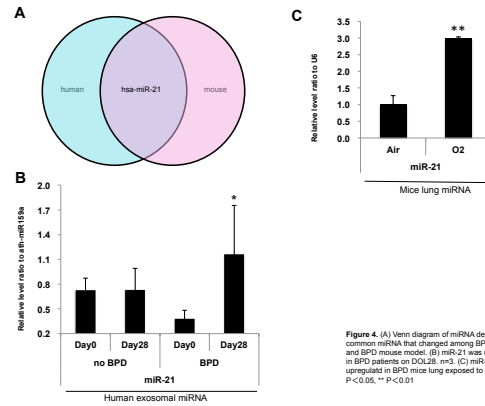 A
human
hsa-miR-21
mouse
B
Relative level ratio to ath-miR159a
2.0
1.7
1.4
1.1
0.8
0.5
0.2
*
Day0 Day28 Day0 Day28
no BPD BPD
miR-21
Human exosomal miRNA
C
Relative level ratio to U6
3.5
3.0
2.5
2.0
1.5
1.0
0.5
0.0
**
Air O2
miR-21
Mice lung miRNA
Figure 4. (A) Venn diagram of miRNA de
common miRNA that changed among BP
and BPD mouse model. (B) miR-21 was
in BPD patients on DOL28. n=3. (C) miR-
upregulatd in BPD mice lung exposed to
P<0.05, ** P<0.01